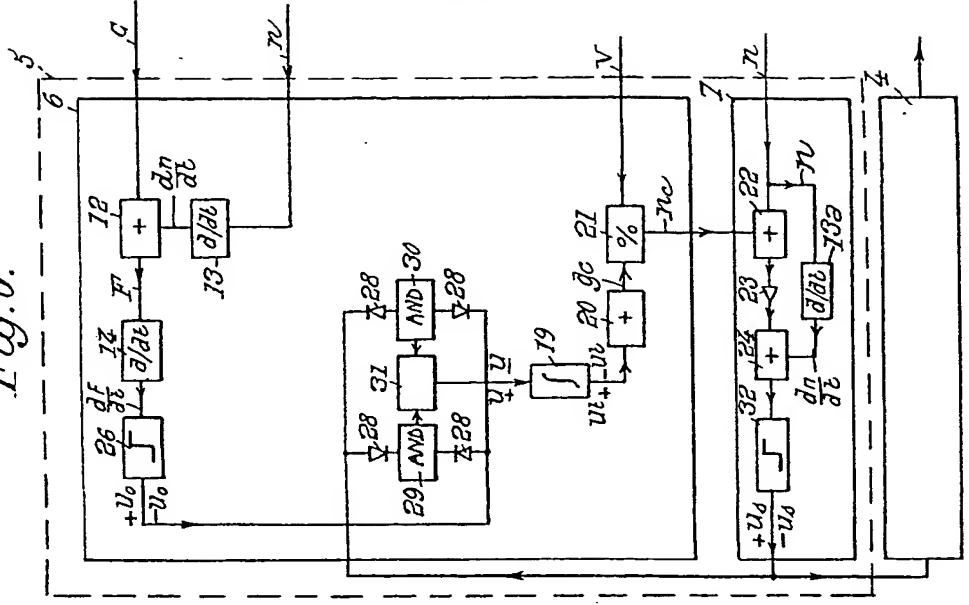 Fig. 6.
5
6
c
n
12
+
dn
dt
13
d/dt
F
14
d/dt
dF
dt
26
+u₀
-u₀
28
30
AND
28
31
28
AND
29
28
u
+
u
-
19
∫
ui
+
-
ui
20
+
gc
21
%
V
nc
7
n
22
+
n
23
13a
d/dt
24
+
dn
dt
32
+us
-us
4